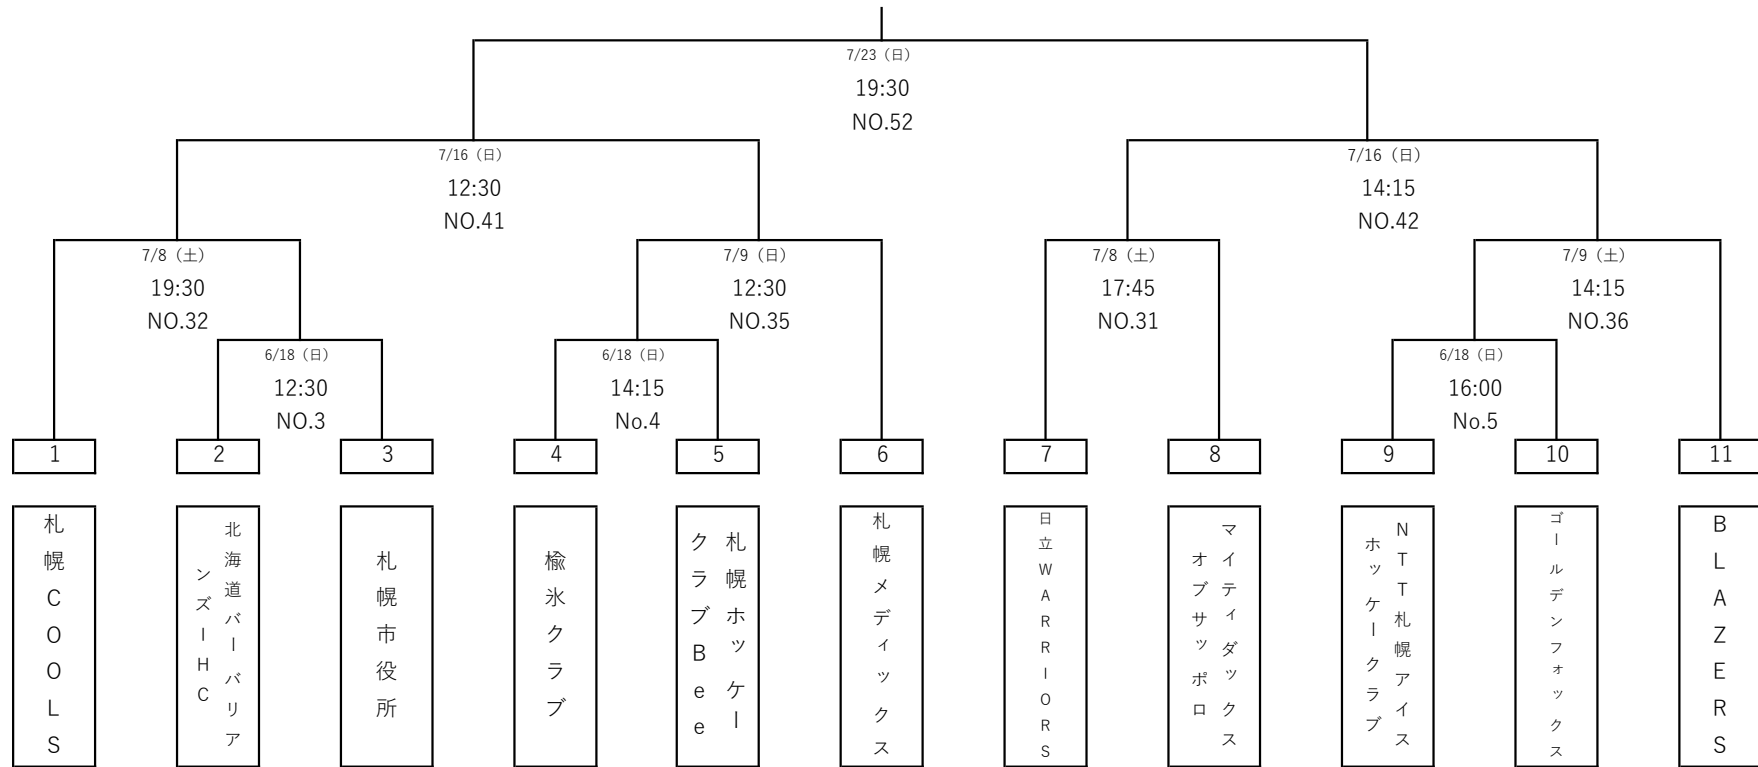 7/23（日）
19:30
NO.52
7/16（日）
12:30
NO.41
7/16（日）
14:15
NO.42
7/8（土）
19:30
NO.32
7/9（日）
12:30
NO.35
7/8（土）
17:45
NO.31
7/9（土）
14:15
NO.36
6/18（日）
12:30
NO.3
6/18（日）
14:15
No.4
6/18（日）
16:00
No.5
1
2
3
4
5
6
7
8
9
10
11
札幌COOLS
北海道バーバリア
ンズIHC
札幌市役所
楡氷クラブ
札幌ホッケー
クラブBee
札幌メディックス
日立WARRIORS
マイティダックス
オブサッポロ
NTT札幌アイス
ホッケークラブ
ゴールデンフォックス
BLAZERS